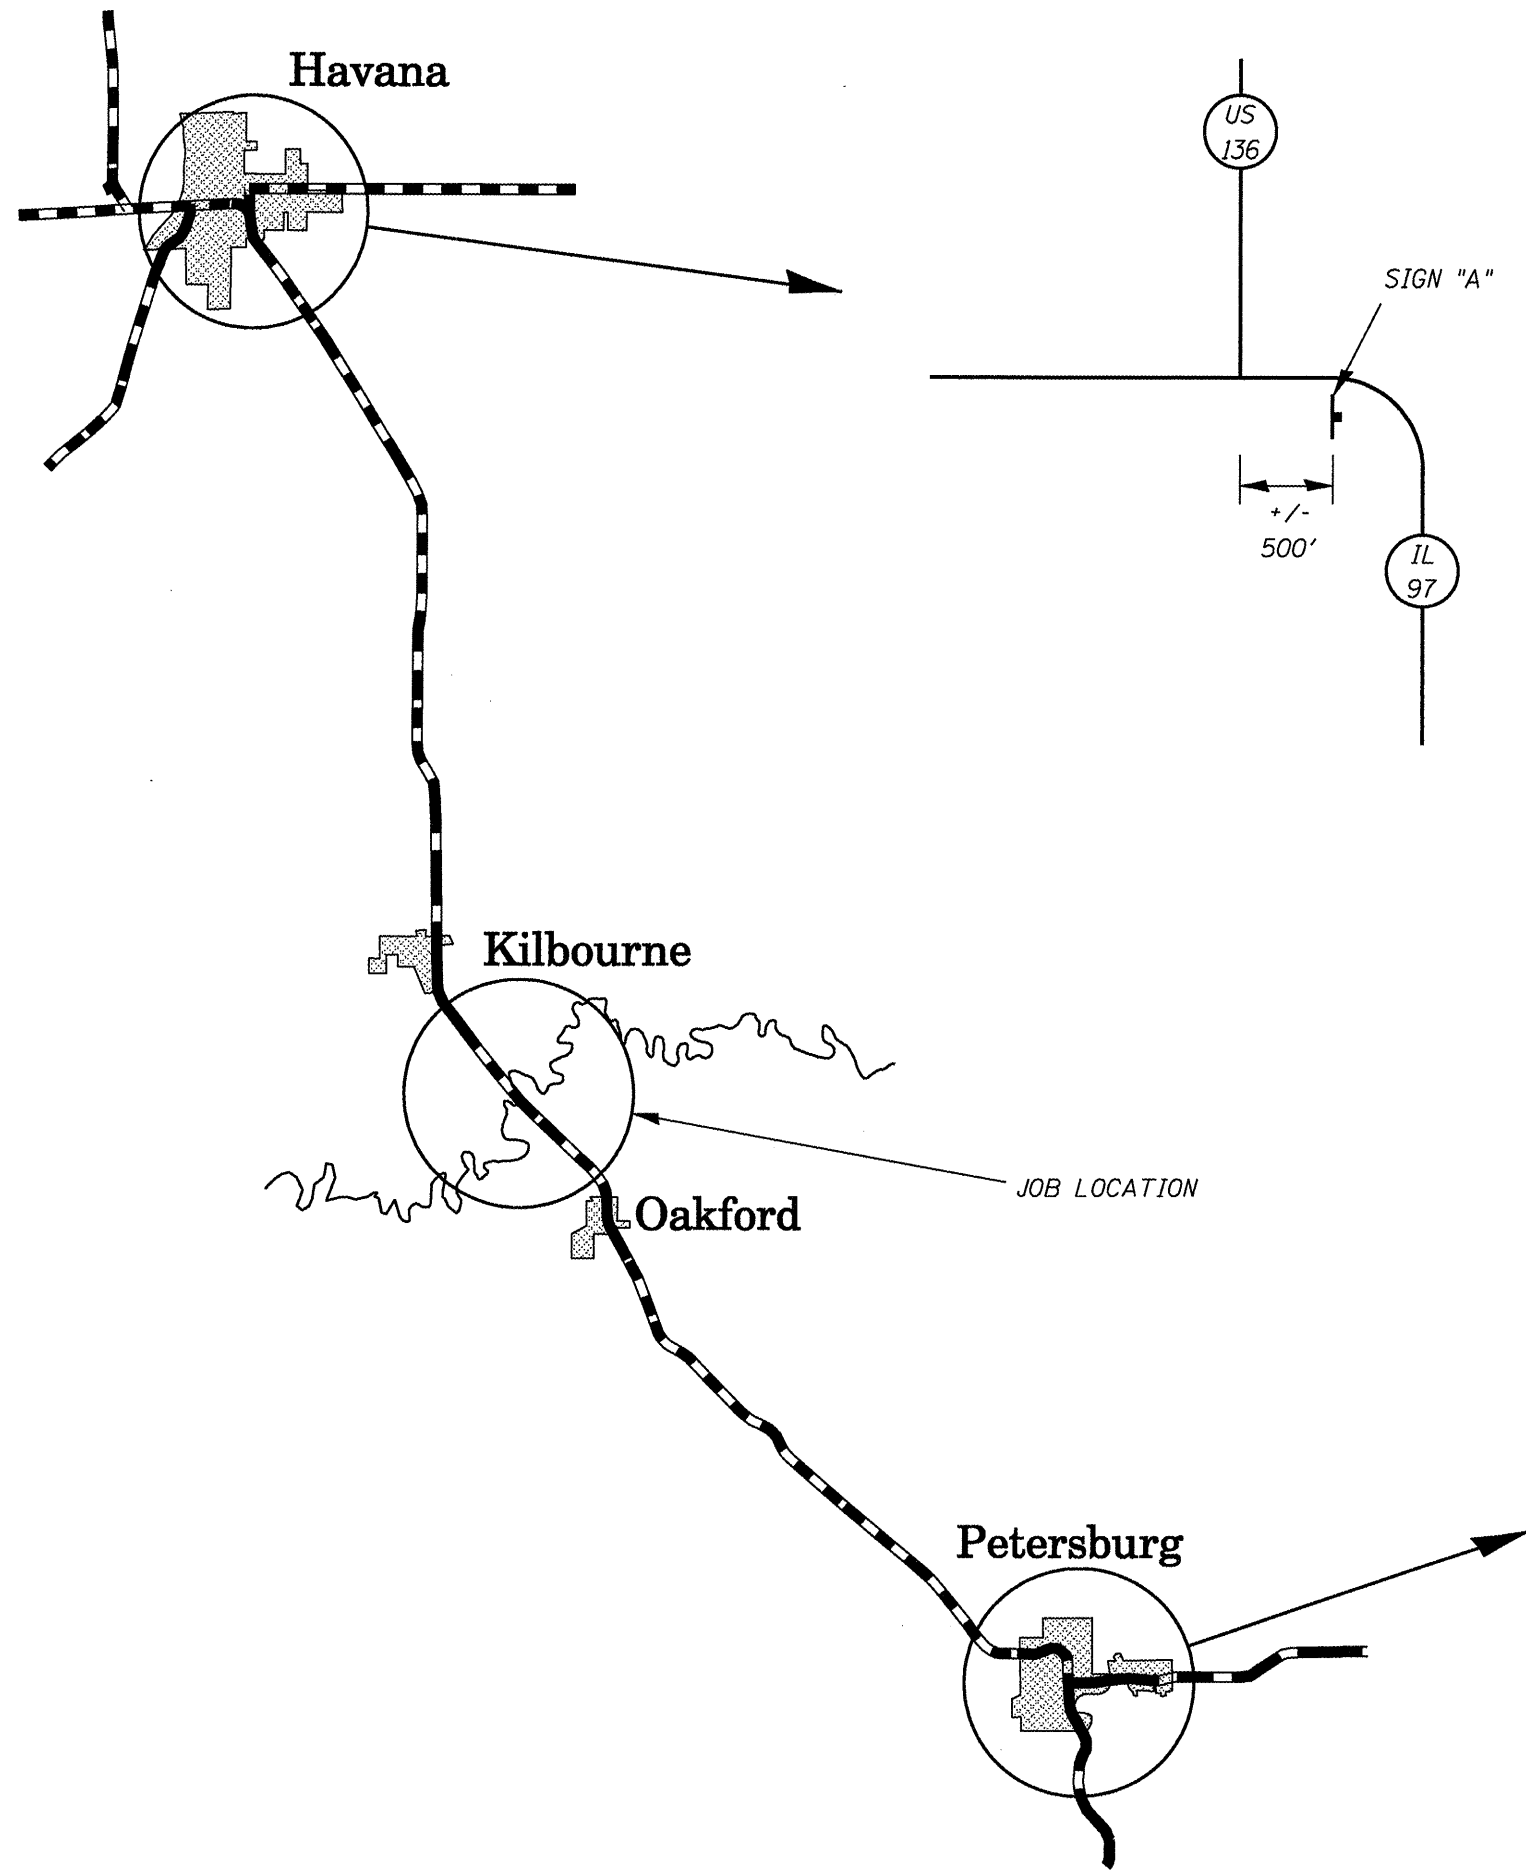 Havana
US
136
SIGN "A"
+/-
500'
IL
97
Kilbourne
JOB LOCATION
Oakford
Petersburg